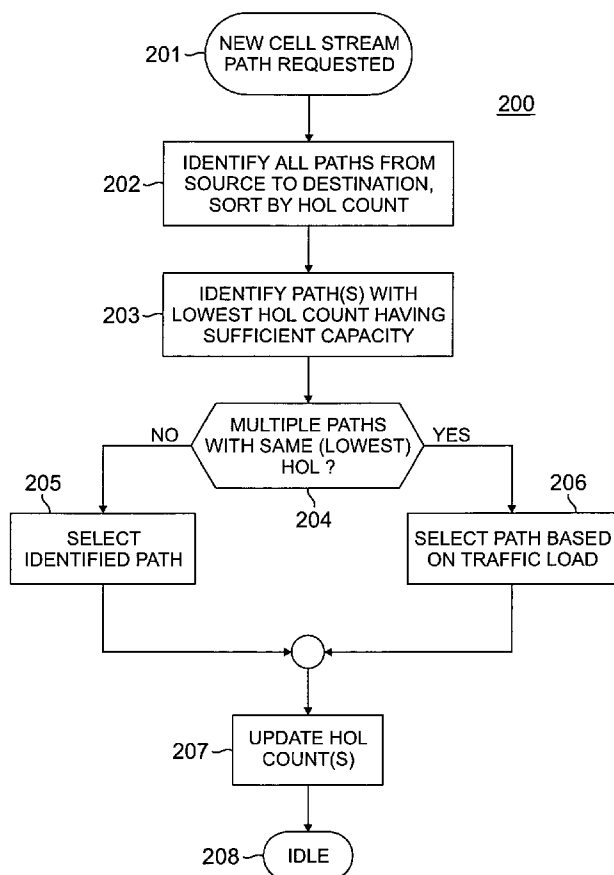 201
NEW CELL STREAM
PATH REQUESTED
200
202
IDENTIFY ALL PATHS FROM
SOURCE TO DESTINATION,
SORT BY HOL COUNT
203
IDENTIFY PATH(S) WITH
LOWEST HOL COUNT HAVING
SUFFICIENT CAPACITY
NO
MULTIPLE PATHS
WITH SAME (LOWEST)
HOL ?
YES
204
205
SELECT
IDENTIFIED PATH
206
SELECT PATH BASED
ON TRAFFIC LOAD
207
UPDATE HOL
COUNT(S)
208
IDLE